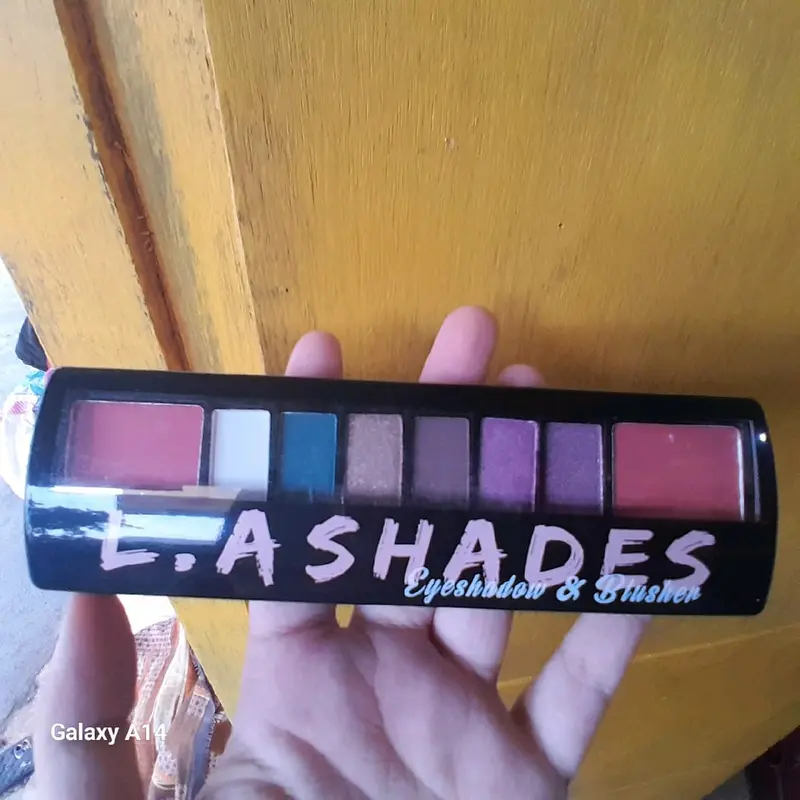 L.A SHADES
Eyeshadow & Blusher
Galaxy A14